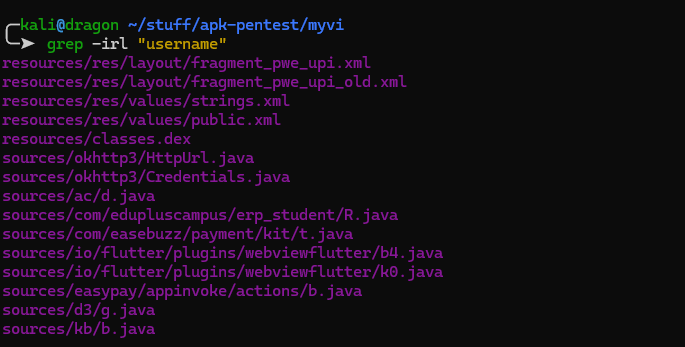 kali@dragon ~/stuff/apk-pentest/myvi
grep -irl "username"
resources/res/layout/fragment_pwe_upi.xml
resources/res/layout/fragment_pwe_upi_old.xml
resources/res/values/strings.xml
resources/res/values/public.xml
resources/classes.dex
sources/okhttp3/HttpUrl.java
sources/okhttp3/Credentials.java
sources/ac/d.java
sources/com/edupluscampus/erp_student/R.java
sources/com/easebuzz/payment/kit/t.java
sources/io/flutter/plugins/webviewflutter/b4.java
sources/io/flutter/plugins/webviewflutter/k0.java
sources/easypay/appinvoke/actions/b.java
sources/d3/g.java
sources/kb/b.java